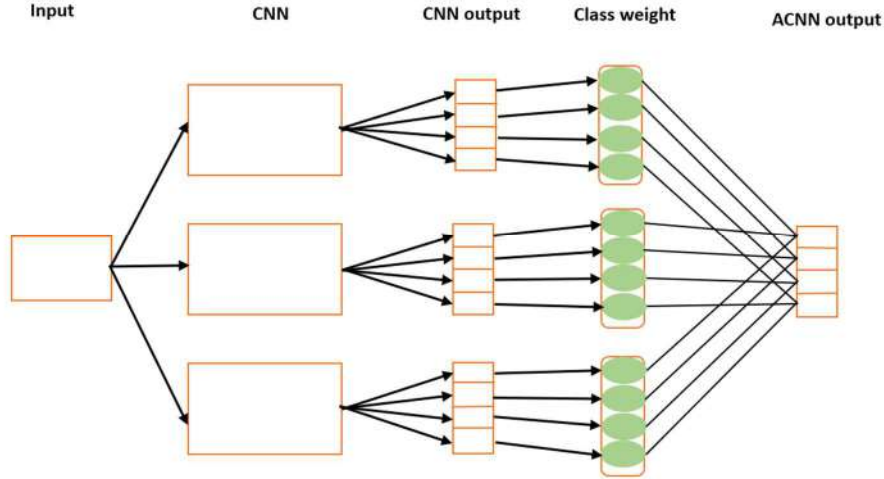 Input
CNN
CNN output
Class weight
ACNN output